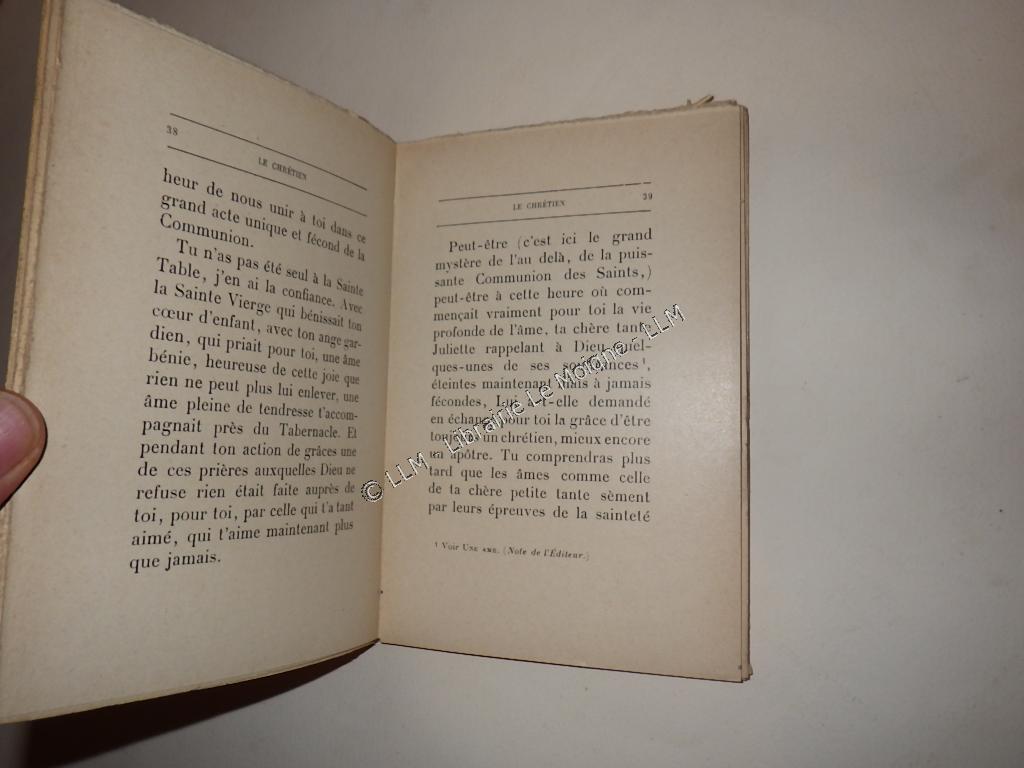 38
LE CHRÉTIEN
heur de nous unir à toi dans ce
grand acte unique et fécond de la
Communion.
Tu n'as pas été seul à la Sainte
Table, j'en ai la confiance. Avec
la Sainte Vierge qui bénissait ton
cœur d'enfant, avec ton ange gar-
dien, qui priait pour toi, une âme
bénie, heureuse de cette joie que
rien ne peut plus lui enlever, une
âme pleine de tendresse t'accom-
pagnait près du Tabernacle. Et
pendant ton action de grâces une
de ces prières auxquelles Dieu ne
refuse rien était faite auprès de
toi, pour toi, par celle qui t'a tant
aimé, qui t'aime maintenant plus
que jamais.
LE CHRÉTIEN 39
Peut-être (c'est ici le grand
mystère de l'au delà, de la puis-
sante Communion des Saints,)
peut-être à cette heure où com-
mençait vraiment pour toi la vie
profonde de l'âme, ta chère tante
Juliette rappelant à Dieu quel-
ques-unes de ses souffrances¹,
éteintes maintenant mais à jamais
fécondes, Lui a-t-elle demandé
en échange pour toi la grâce d'être
toujours un chrétien, mieux encore
un apôtre. Tu comprendras plus
tard que les âmes comme celle
de ta chère petite tante sèment
par leurs épreuves de la sainteté
¹ Voir UNE AME. (Note de l'Éditeur.)
© LLM - Librairie Le Moigne - LLM